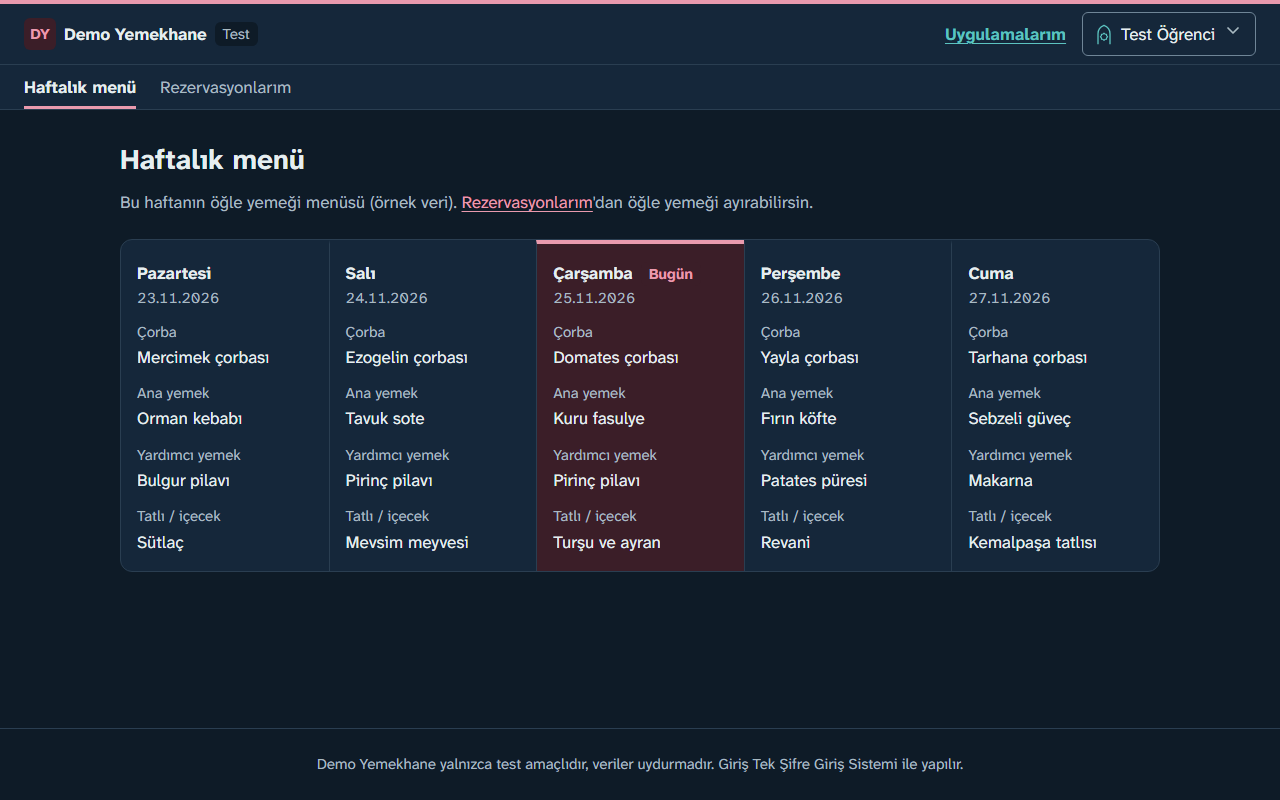 DY Demo Yemekhane Test
Uygulamalarım Test Öğrenci
Haftalık menü Rezervasyonlarım
Haftalık menü
Bu haftanın öğle yemeği menüsü (örnek veri). Rezervasyonlarım'dan öğle yemeği ayırabilirsin.
Pazartesi
23.11.2026
Çorba
Mercimek çorbası
Ana yemek
Orman kebabı
Yardımcı yemek
Bulgur pilavı
Tatlı / içecek
Sütlaç
Salı
24.11.2026
Çorba
Ezogelin çorbası
Ana yemek
Tavuk sote
Yardımcı yemek
Pirinç pilavı
Tatlı / içecek
Mevsim meyvesi
Çarşamba Bugün
25.11.2026
Çorba
Domates çorbası
Ana yemek
Kuru fasulye
Yardımcı yemek
Pirinç pilavı
Tatlı / içecek
Turşu ve ayran
Perşembe
26.11.2026
Çorba
Yayla çorbası
Ana yemek
Fırın köfte
Yardımcı yemek
Patates püresi
Tatlı / içecek
Revani
Cuma
27.11.2026
Çorba
Tarhana çorbası
Ana yemek
Sebzeli güveç
Yardımcı yemek
Makarna
Tatlı / içecek
Kemalpaşa tatlısı
Demo Yemekhane yalnızca test amaçlıdır, veriler uydurmadır. Giriş Tek Şifre Giriş Sistemi ile yapılır.